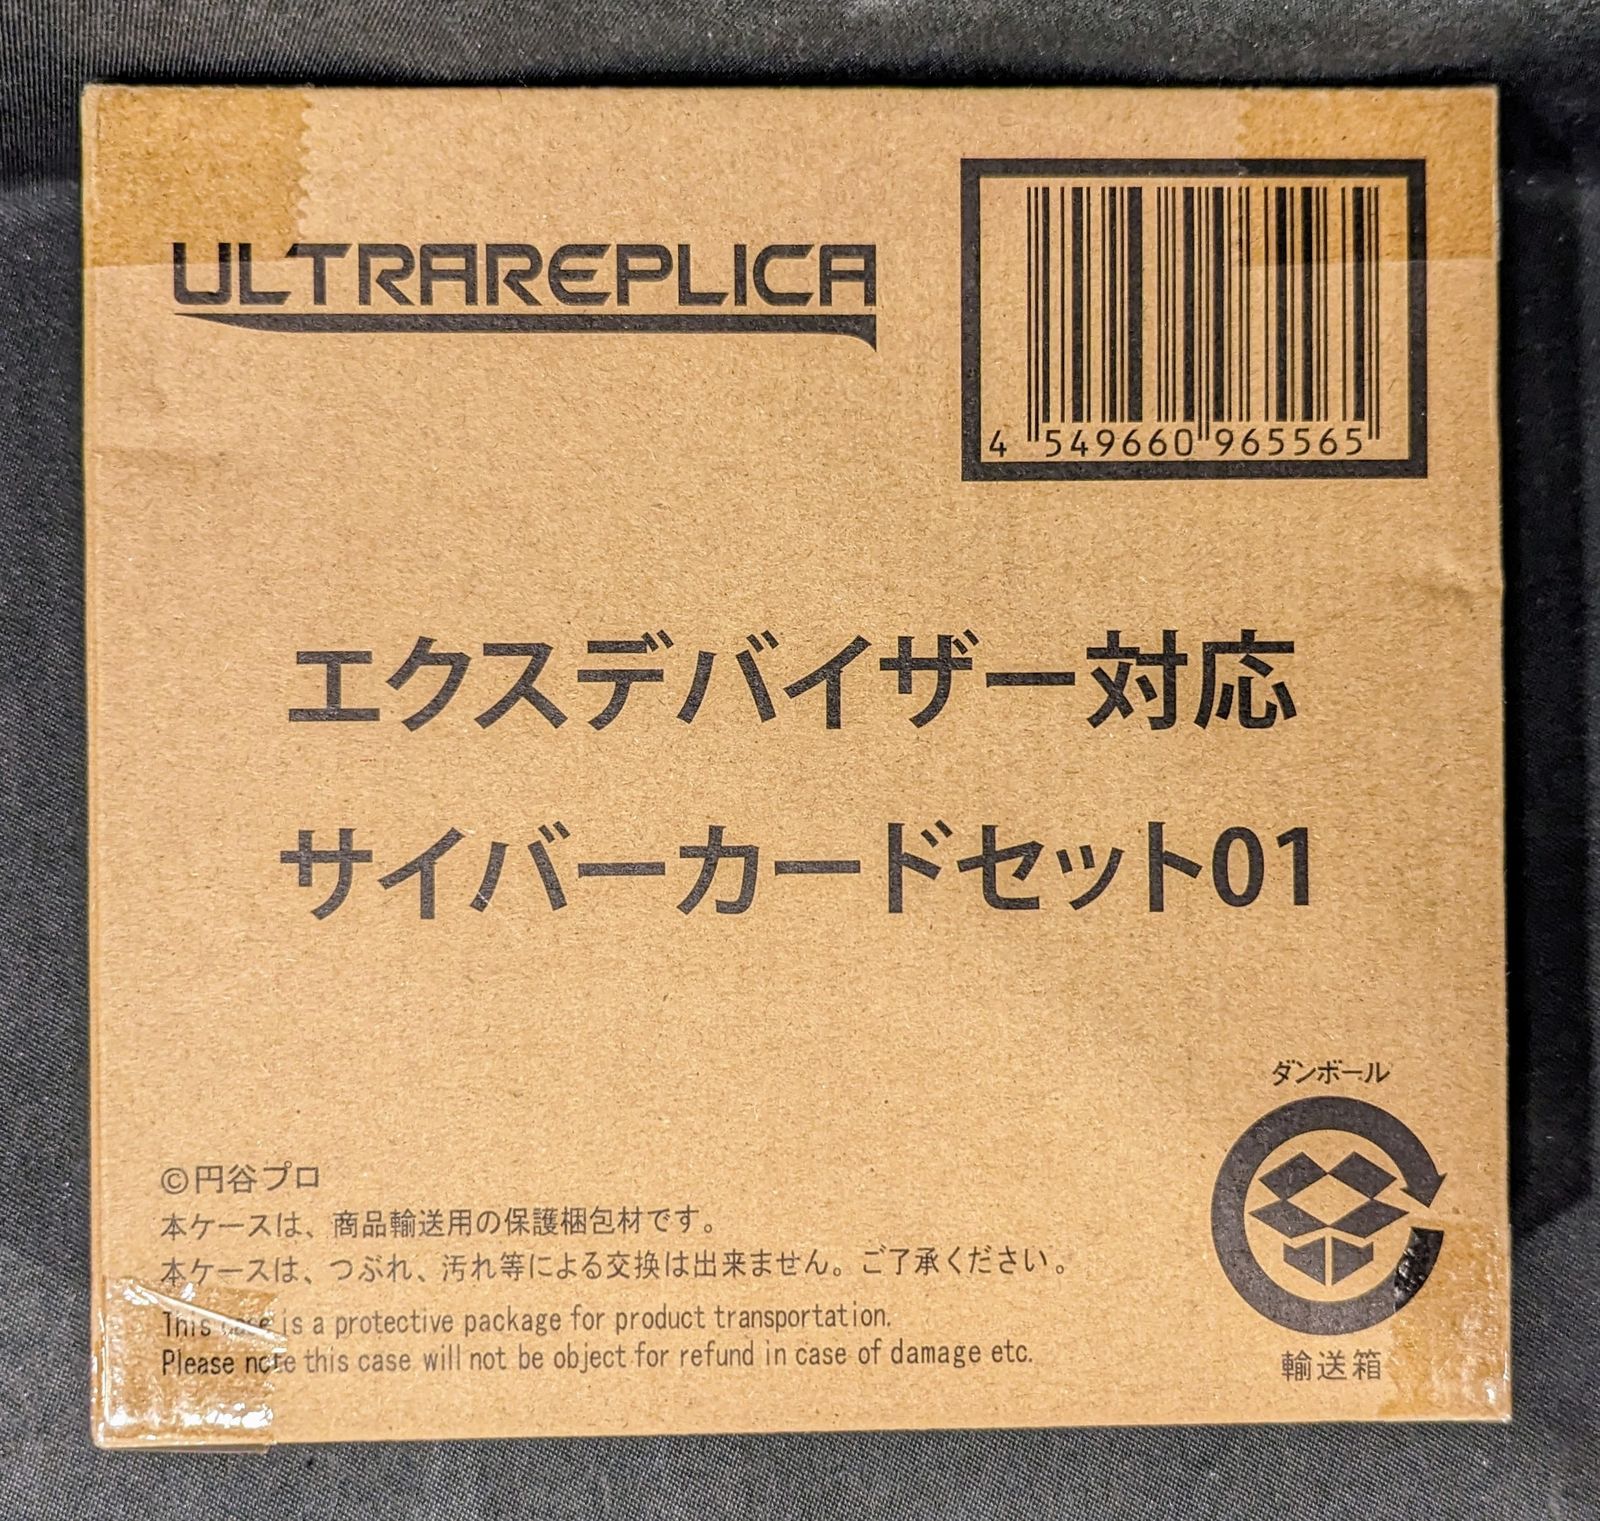 ULTRAREPLICA
4 549660 965565
エクスデバイザー対応
サイバーカードセット01
ダンボール
輸送箱
©円谷プロ
本ケースは、商品輸送用の保護梱包材です。
本ケースは、つぶれ、汚れ等による交換は出来ません。ご了承ください。
This case is a protective package for product transportation.
Please note this case will not be object for refund in case of damage etc.